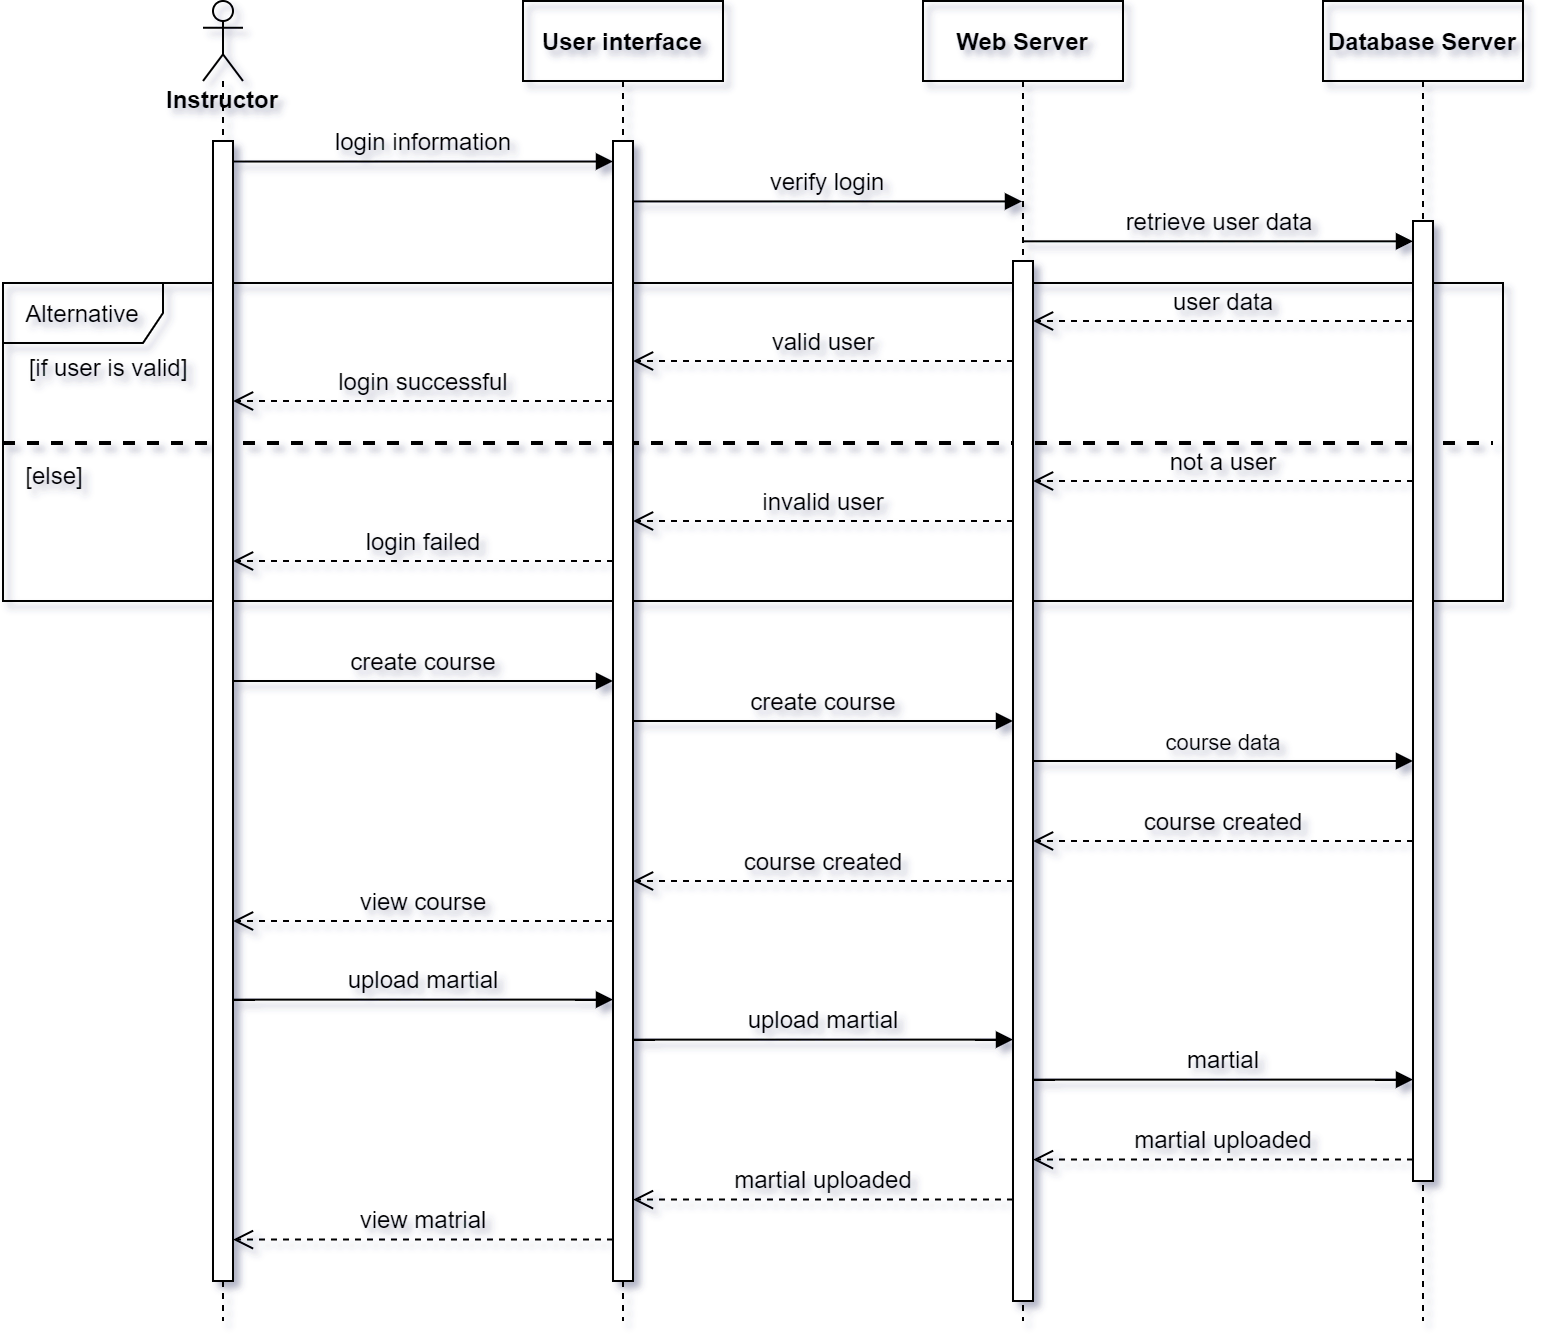 User interface
Web Server
Database Server
Instructor
login information
verify login
retrieve user data
Alternative
user data
valid user
[if user is valid]
login successful
[else]
not a user
invalid user
login failed
create course
create course
course data
course created
course created
view course
upload martial
upload martial
martial
martial uploaded
martial uploaded
view matrial